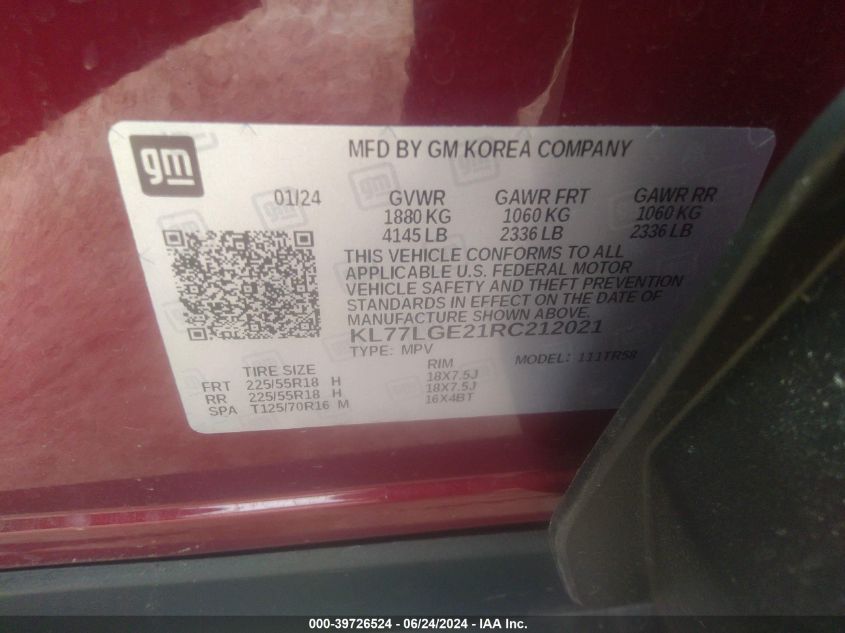 gm
MFD BY GM KOREA COMPANY
01/24
GVWR GAWR FRT GAWR RR
1880 KG 1060 KG 1060 KG
4145 LB 2336 LB 2336 LB
THIS VEHICLE CONFORMS TO ALL
APPLICABLE U.S. FEDERAL MOTOR
VEHICLE SAFETY AND THEFT PREVENTION
STANDARDS IN EFFECT ON THE DATE OF
MANUFACTURE SHOWN ABOVE.
KL77LGE21RC212021
TYPE: MPV MODEL: 111TR58
TIRE SIZE RIM
FRT 225/55R18 H 18X7.5J
RR 225/55R18 H 18X7.5J
SPA T125/70R16 M 16X4BT
000-39726524 / 06/24/2024 - IAA Inc.